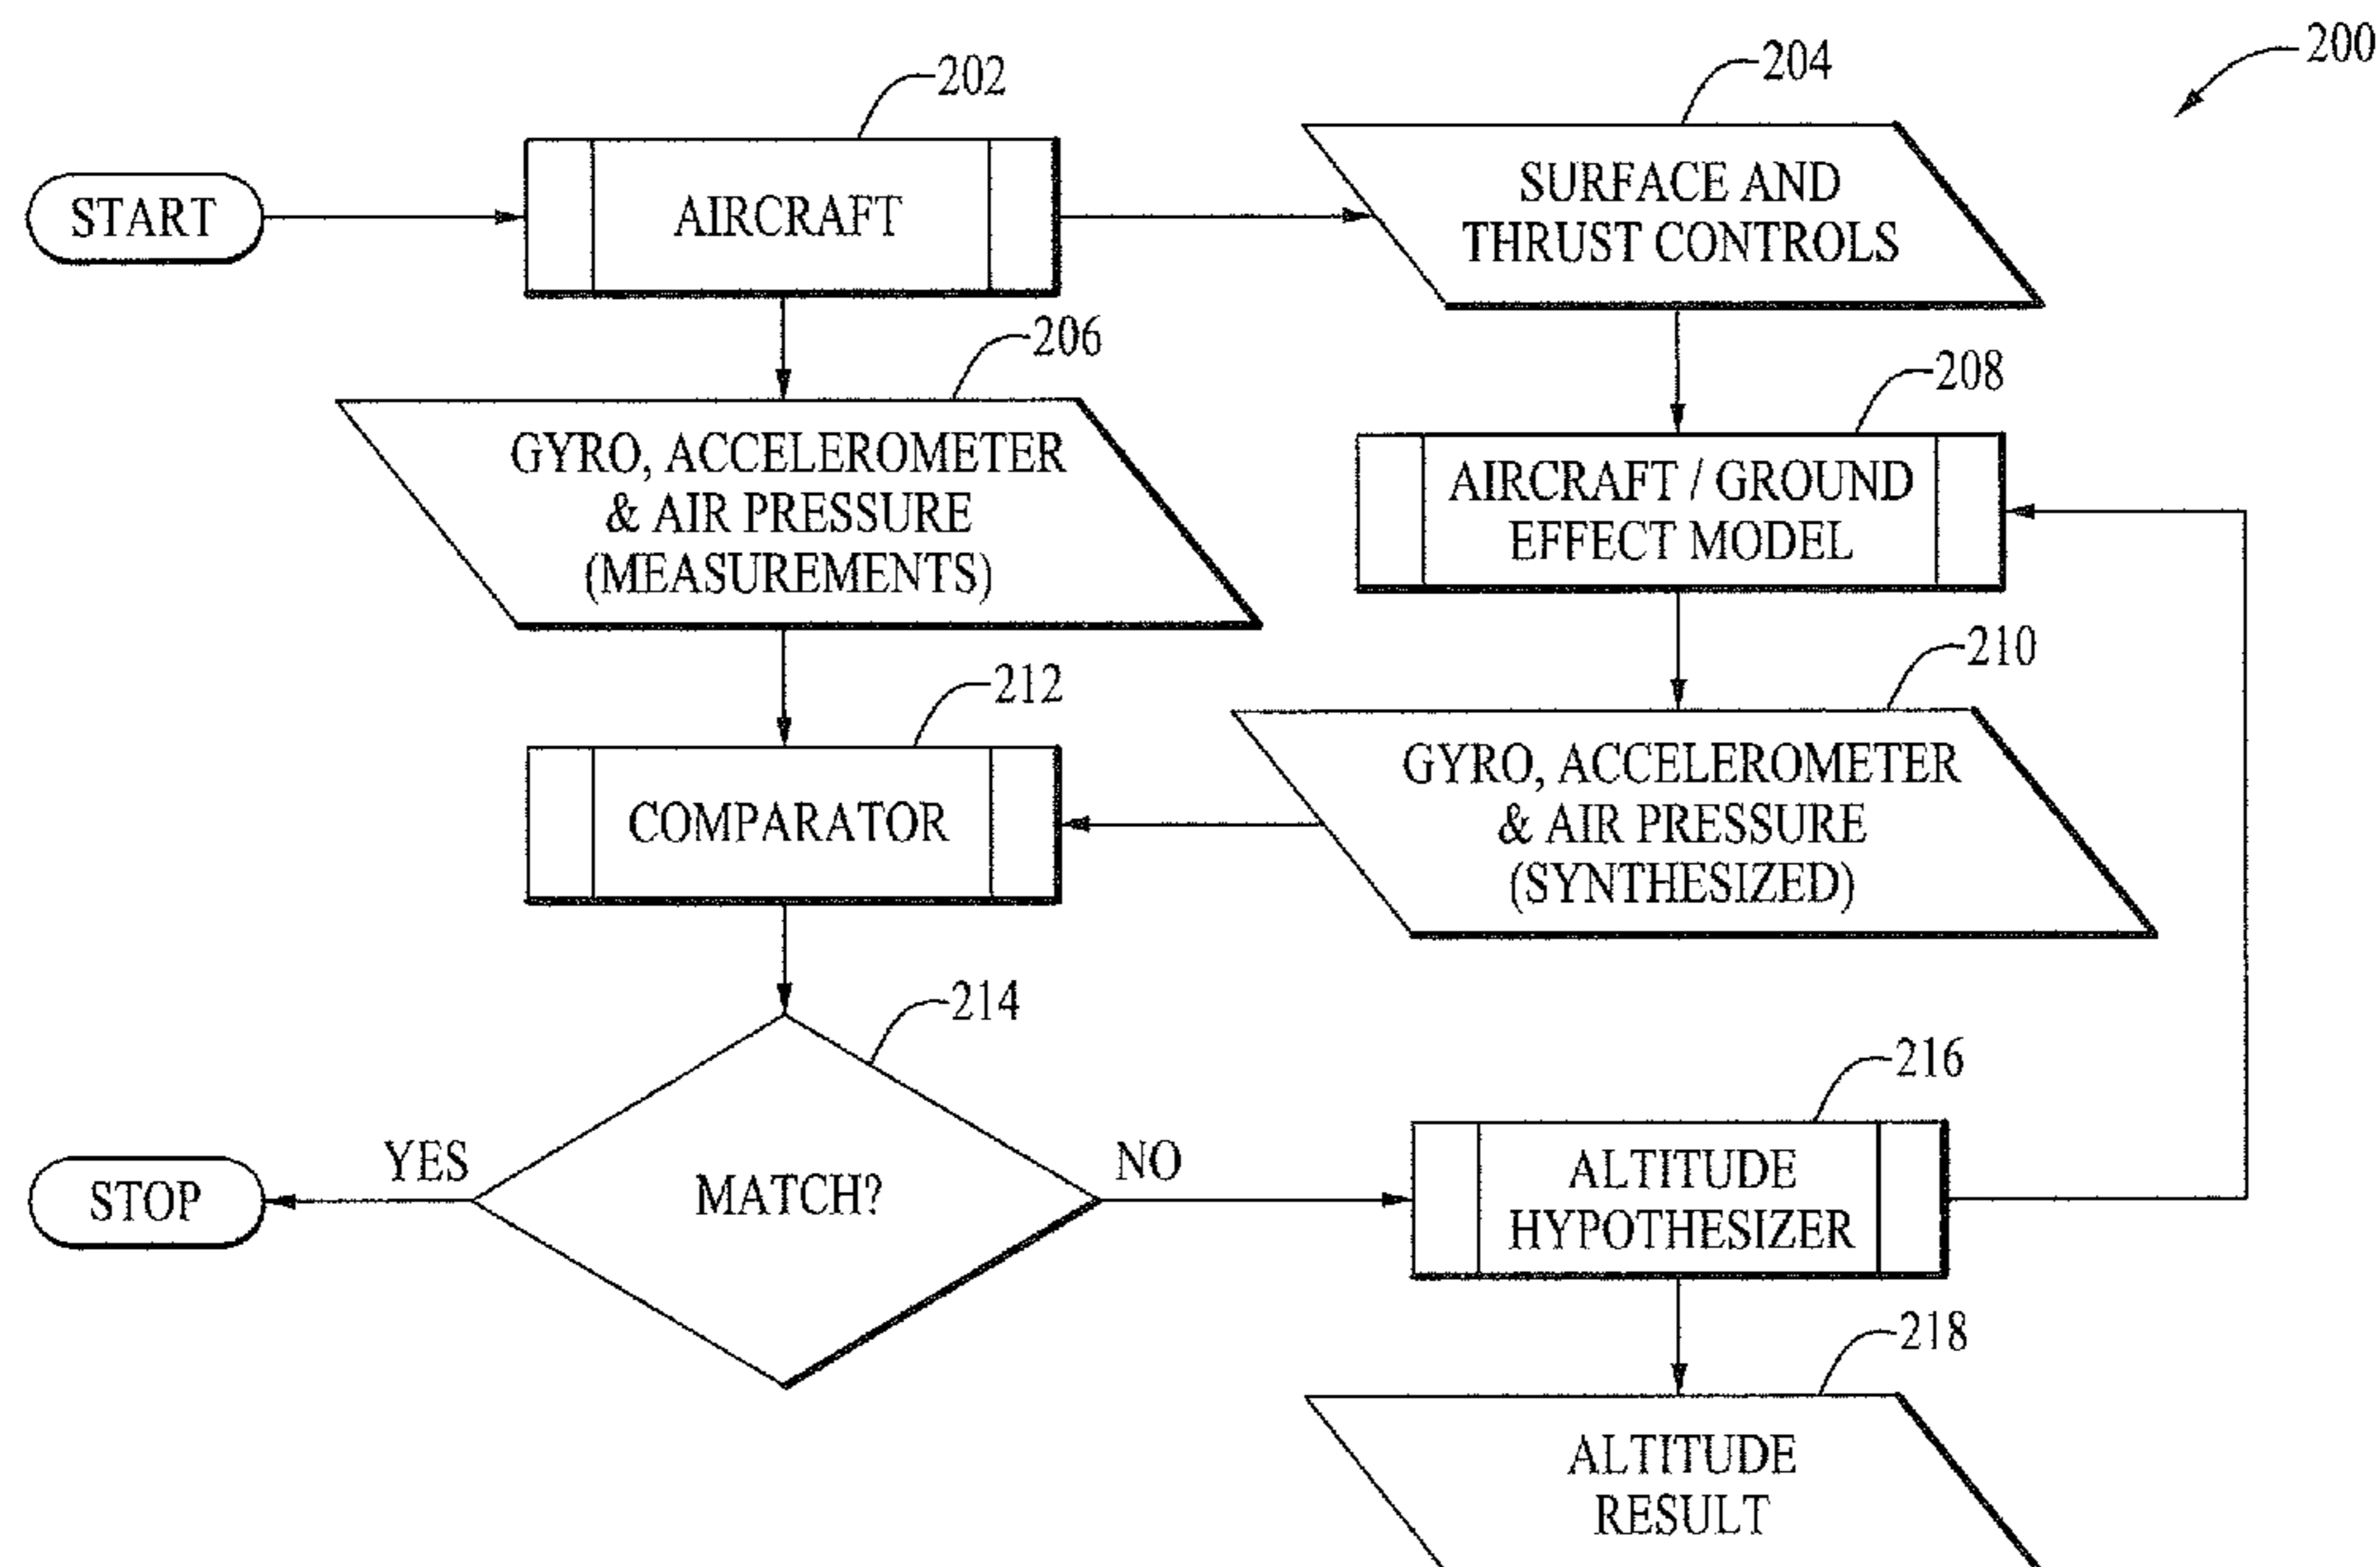 200
202
204
START
AIRCRAFT
SURFACE AND
THRUST CONTROLS
206
208
GYRO, ACCELEROMETER
& AIR PRESSURE
(MEASUREMENTS)
AIRCRAFT / GROUND
EFFECT MODEL
210
212
COMPARATOR
GYRO, ACCELEROMETER
& AIR PRESSURE
(SYNTHESIZED)
214
216
YES
MATCH?
NO
STOP
ALTITUDE
HYPOTHESIZER
218
ALTITUDE
RESULT